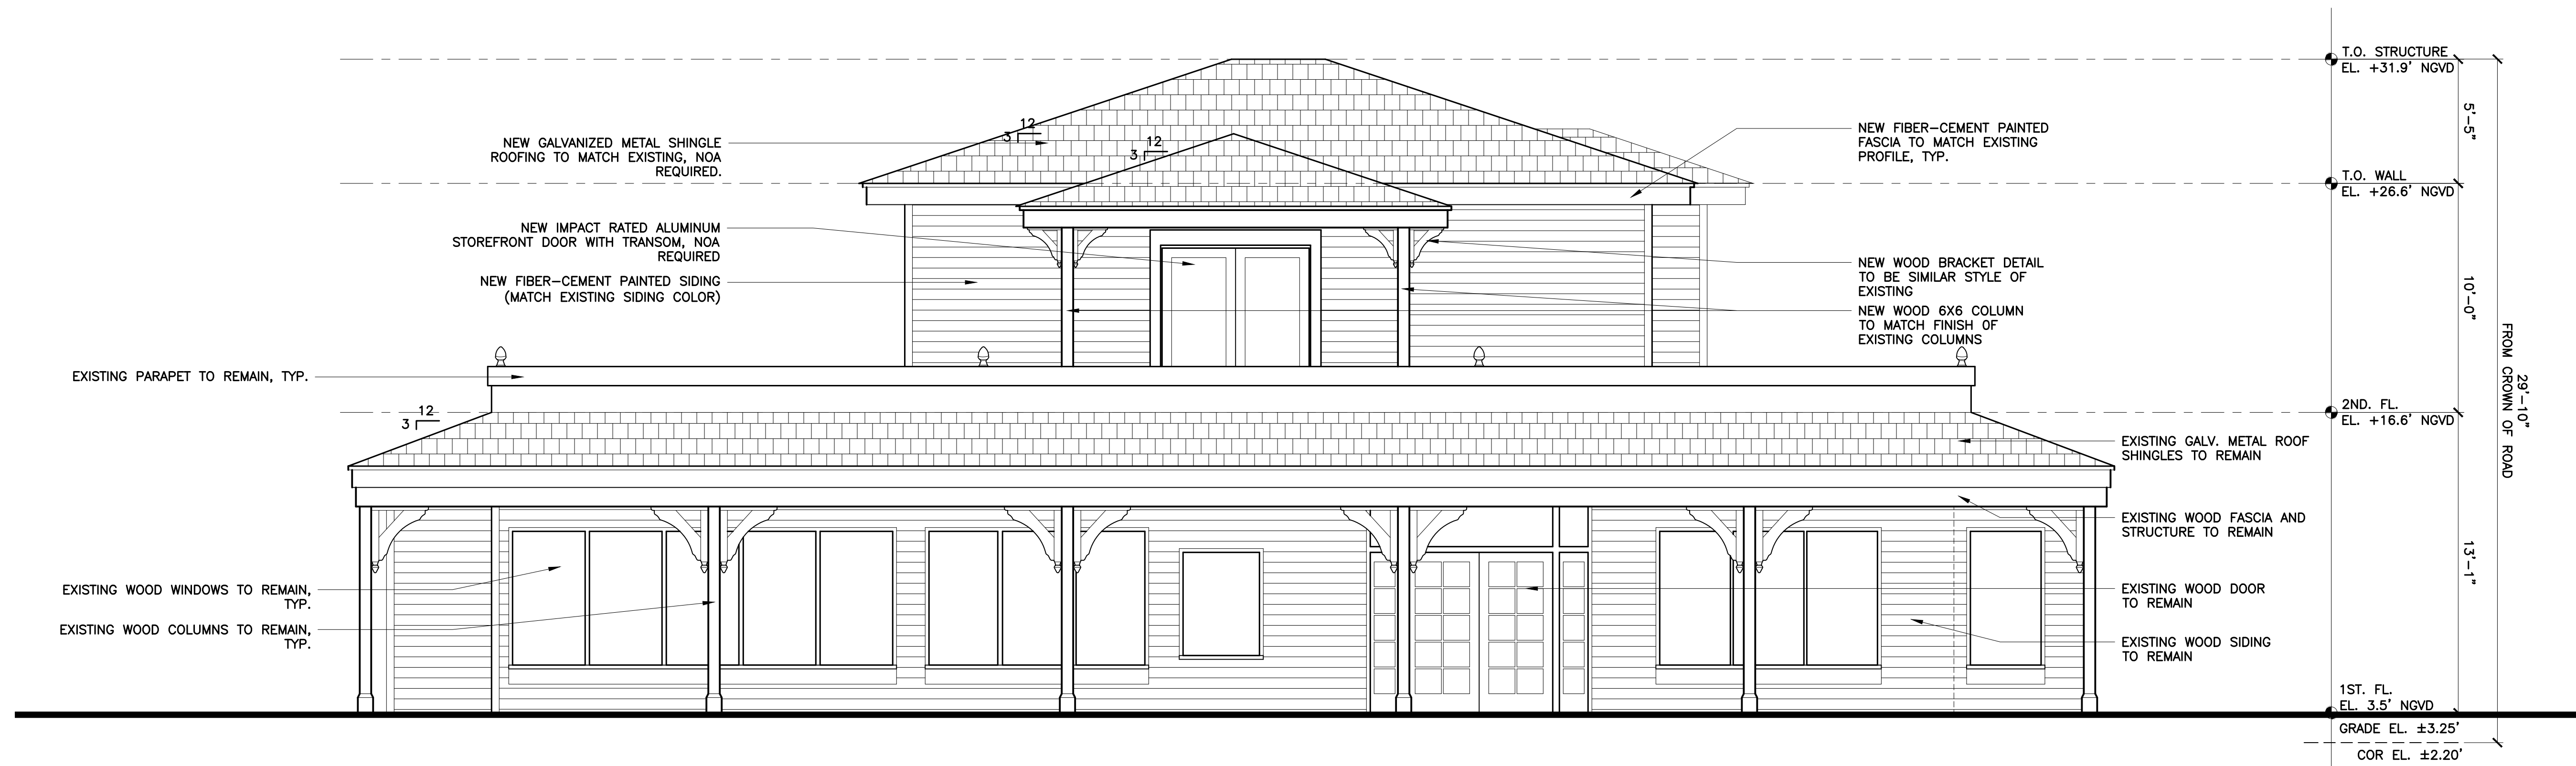 T.O. STRUCTURE
EL. +31.9' NGVD
5'-5"
12
3
12
3
NEW GALVANIZED METAL SHINGLE
ROOFING TO MATCH EXISTING, NOA
REQUIRED.
NEW FIBER-CEMENT PAINTED
FASCIA TO MATCH EXISTING
PROFILE, TYP.
T.O. WALL
EL. +26.6' NGVD
NEW IMPACT RATED ALUMINUM
STOREFRONT DOOR WITH TRANSOM, NOA
REQUIRED
NEW FIBER-CEMENT PAINTED SIDING
(MATCH EXISTING SIDING COLOR)
NEW WOOD BRACKET DETAIL
TO BE SIMILAR STYLE OF
EXISTING
NEW WOOD 6X6 COLUMN
TO MATCH FINISH OF
EXISTING COLUMNS
10'-0"
EXISTING PARAPET TO REMAIN, TYP.
12
3
2ND. FL.
EL. +16.6' NGVD
29'-10"
FROM CROWN OF ROAD
EXISTING GALV. METAL ROOF
SHINGLES TO REMAIN
EXISTING WOOD FASCIA AND
STRUCTURE TO REMAIN
13'-1"
EXISTING WOOD WINDOWS TO REMAIN,
TYP.
EXISTING WOOD COLUMNS TO REMAIN,
TYP.
EXISTING WOOD DOOR
TO REMAIN
EXISTING WOOD SIDING
TO REMAIN
1ST. FL.
EL. 3.5' NGVD
GRADE EL. ±3.25'
COR EL. ±2.20'